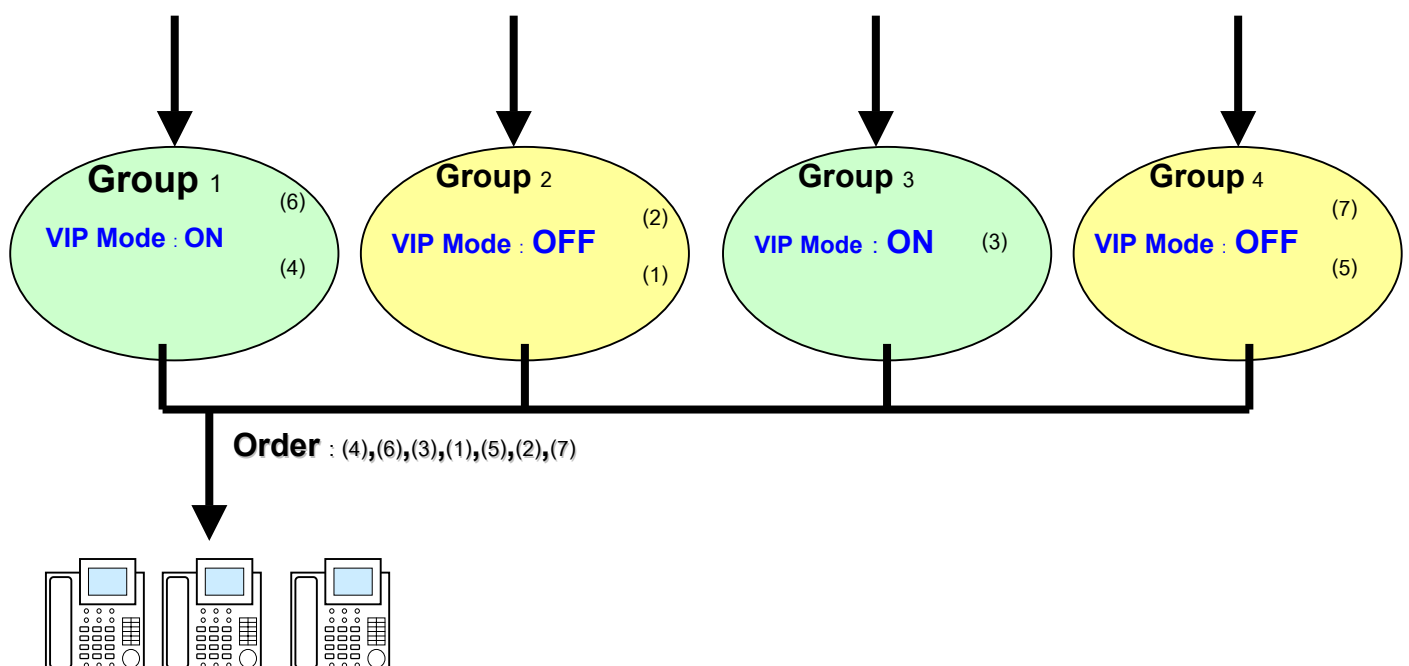 Group 1
(6)
VIP Mode : ON
(4)
Group 2
(2)
VIP Mode : OFF
(1)
Group 3
VIP Mode : ON
(3)
Group 4
(7)
VIP Mode : OFF
(5)
Order : (4),(6),(3),(1),(5),(2),(7)